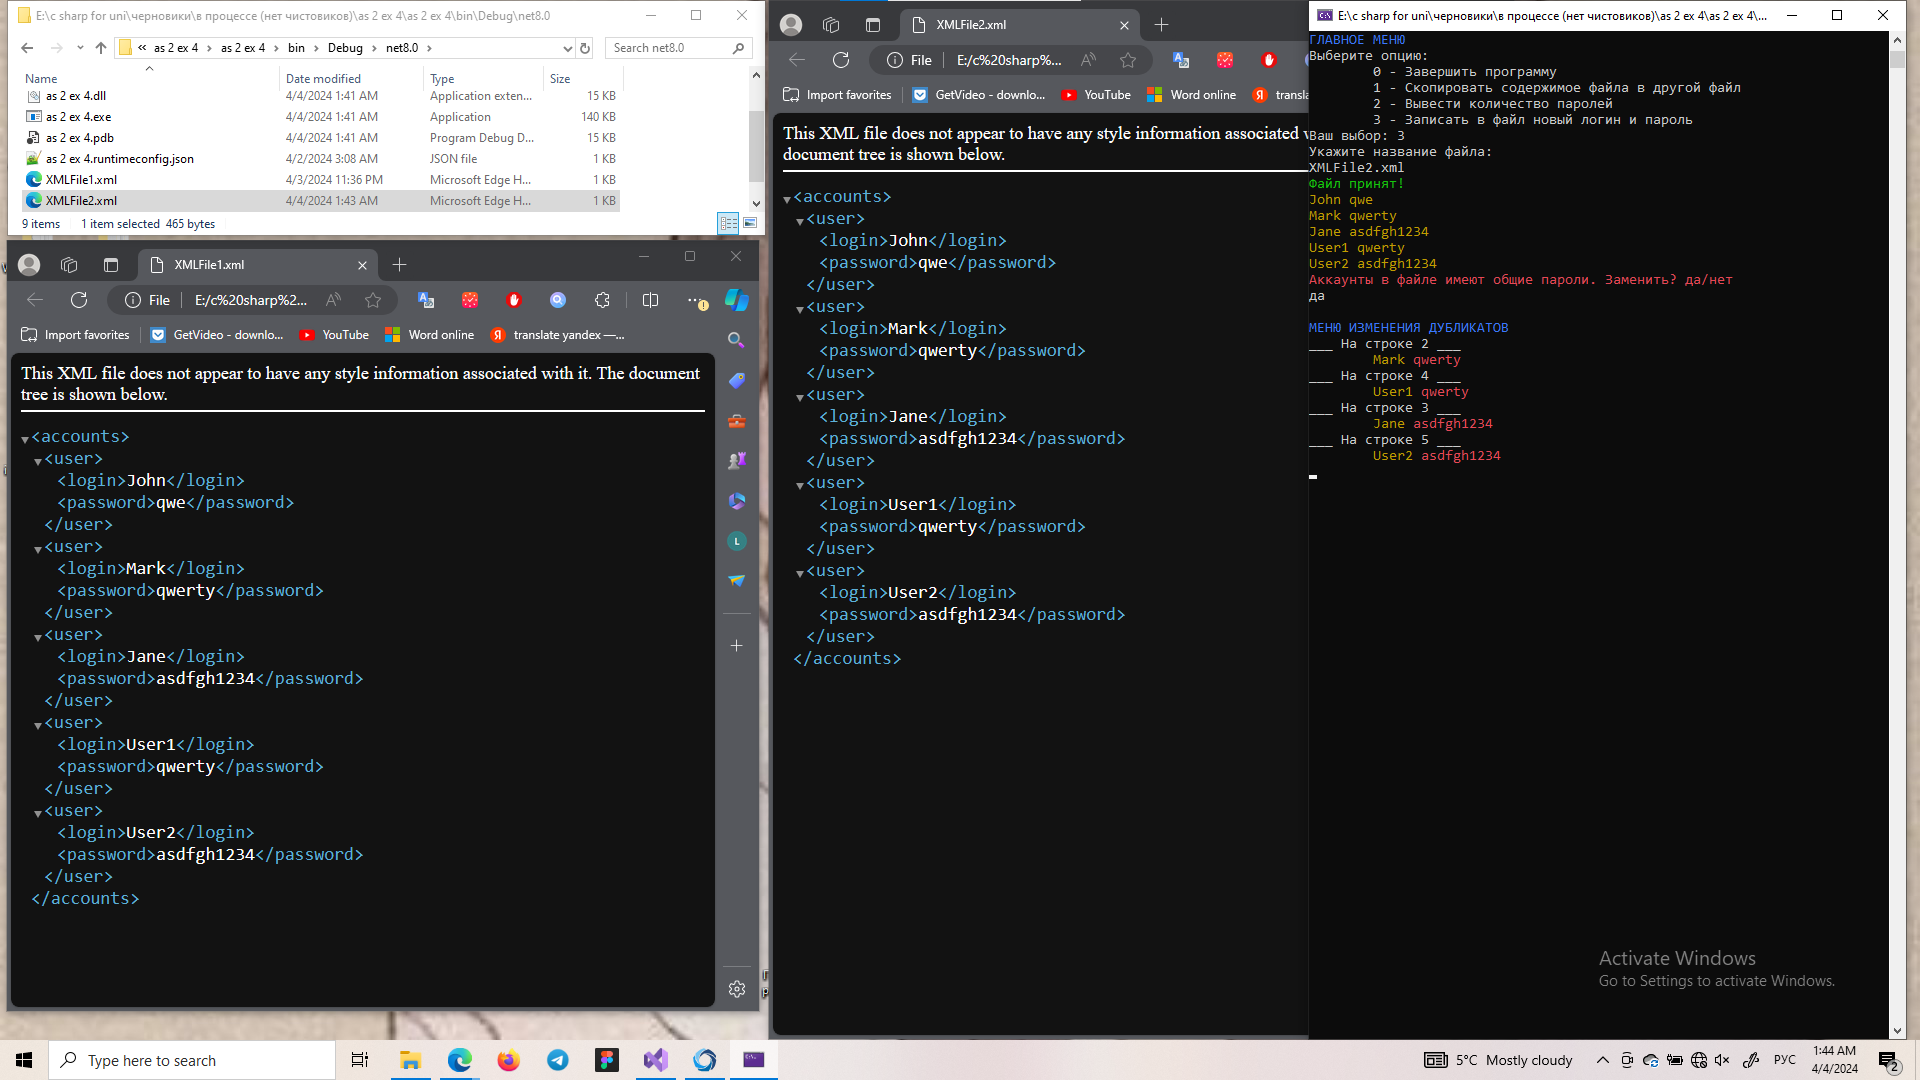 E:\c sharp for uni\черновики\в процессе (нет чистовиков)\as 2 ex 4\as 2 ex 4\bin\Debug\net8.0
« as 2 ex 4 › as 2 ex 4 › bin › Debug › net8.0 ›
Search net8.0
Name Date modified Type Size
as 2 ex 4.dll 4/4/2024 1:41 AM Application exten... 15 KB
as 2 ex 4.exe 4/4/2024 1:41 AM Application 140 KB
as 2 ex 4.pdb 4/4/2024 1:41 AM Program Debug D... 15 KB
as 2 ex 4.runtimeconfig.json 4/2/2024 3:08 AM JSON file 1 KB
XMLFile1.xml 4/3/2024 11:36 PM Microsoft Edge H... 1 KB
XMLFile2.xml 4/4/2024 1:43 AM Microsoft Edge H... 1 KB
9 items 1 item selected 465 bytes
XMLFile1.xml
File E:/c%20sharp%2...
Import favorites GetVideo - downlo... YouTube Word online translate yandex —...
This XML file does not appear to have any style information associated with it. The document
tree is shown below.
<accounts>
<user>
<login>John</login>
<password>qwe</password>
</user>
<user>
<login>Mark</login>
<password>qwerty</password>
</user>
<user>
<login>Jane</login>
<password>asdfgh1234</password>
</user>
<user>
<login>User1</login>
<password>qwerty</password>
</user>
<user>
<login>User2</login>
<password>asdfgh1234</password>
</user>
</accounts>
L
XMLFile2.xml
File E:/c%20sharp%...
Import favorites GetVideo - downlo... YouTube Word online transla
This XML file does not appear to have any style information associated
document tree is shown below.
<accounts>
<user>
<login>John</login>
<password>qwe</password>
</user>
<user>
<login>Mark</login>
<password>qwerty</password>
</user>
<user>
<login>Jane</login>
<password>asdfgh1234</password>
</user>
<user>
<login>User1</login>
<password>qwerty</password>
</user>
<user>
<login>User2</login>
<password>asdfgh1234</password>
</user>
</accounts>
E:\c sharp for uni\черновики\в процессе (нет чистовиков)\as 2 ex 4\as 2 ex 4\...
ГЛАВНОЕ МЕНЮ
Выберите опцию:
0 - Завершить программу
1 - Скопировать содержимое файла в другой файл
2 - Вывести количество паролей
3 - Записать в файл новый логин и пароль
Ваш выбор: 3
Укажите название файла:
XMLFile2.xml
Файл принят!
John qwe
Mark qwerty
Jane asdfgh1234
User1 qwerty
User2 asdfgh1234
Аккаунты в файле имеют общие пароли. Заменить? да/нет
да
МЕНЮ ИЗМЕНЕНИЯ ДУБЛИКАТОВ
___ На строке 2 ___
Mark qwerty
___ На строке 4 ___
User1 qwerty
___ На строке 3 ___
Jane asdfgh1234
___ На строке 5 ___
User2 asdfgh1234
Activate Windows
Go to Settings to activate Windows.
Type here to search
5°C Mostly cloudy
РУС
1:44 AM
4/4/2024
2